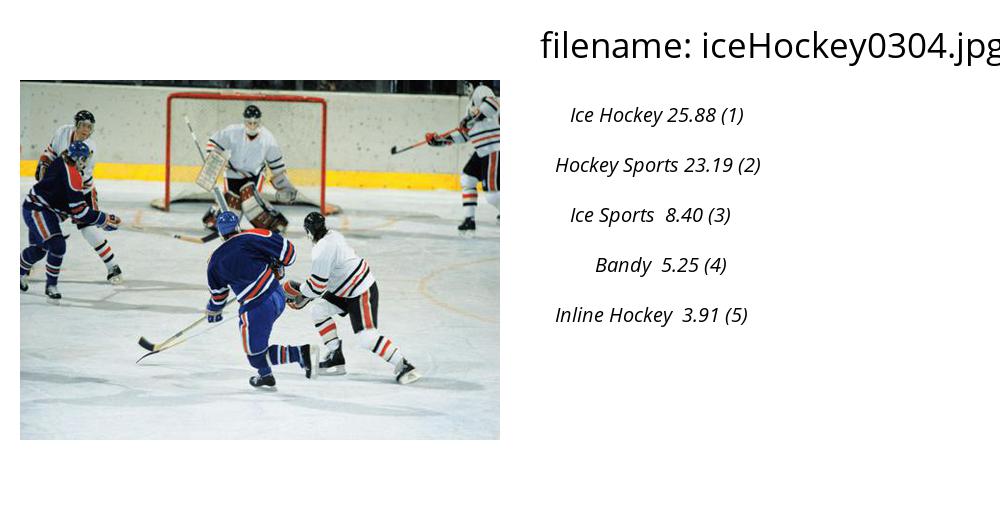 filename: iceHockey0304.jpg
Ice Hockey 25.88 (1)
Hockey Sports 23.19 (2)
Ice Sports 8.40 (3)
Bandy 5.25 (4)
Inline Hockey 3.91 (5)